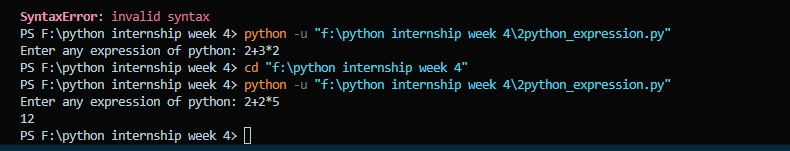 SyntaxError: invalid syntax
PS F:\python internship week 4> python -u "f:\python internship week 4\2python_expression.py"
Enter any expression of python: 2+3*2
PS F:\python internship week 4> cd "f:\python internship week 4"
PS F:\python internship week 4> python -u "f:\python internship week 4\2python_expression.py"
Enter any expression of python: 2+2*5
12
PS F:\python internship week 4>